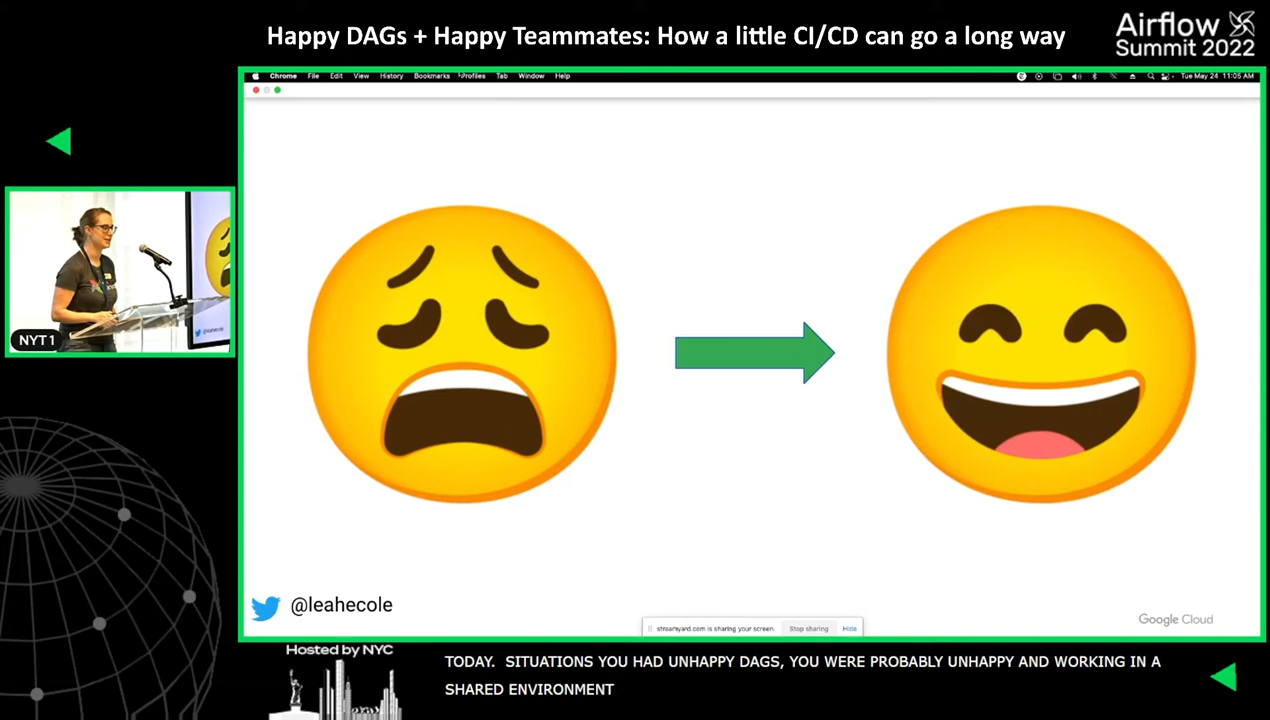 Happy DAGs + Happy Teammates: How a little CI/CD can go a long way
Airflow
Summit 2022
Chrome File Edit View History Bookmarks Profiles Tab Window Help
Tue May 24 11:05 AM
NYT 1
@leahecole
@leahecole
Google Cloud
streamyard.com is sharing your screen. Stop sharing Hide
Hosted by NYC
TODAY. SITUATIONS YOU HAD UNHAPPY DAGS, YOU WERE PROBABLY UNHAPPY AND WORKING IN A
SHARED ENVIRONMENT